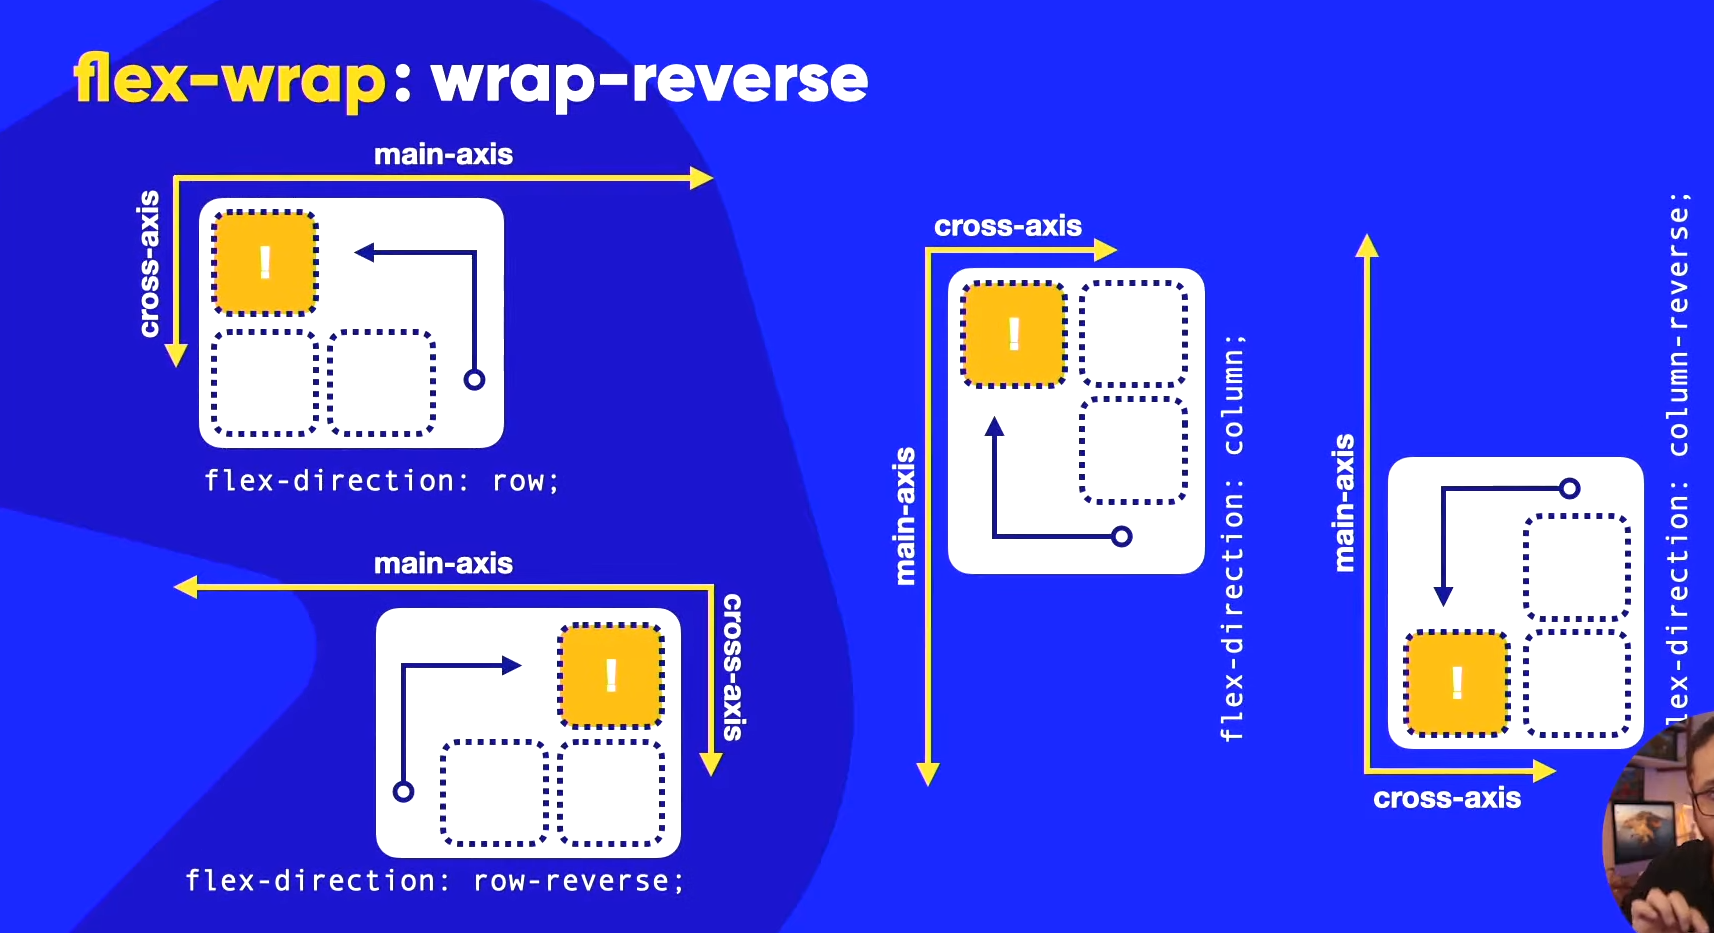 flex-wrap: wrap-reverse
main-axis
cross-axis
!
flex-direction: row;
main-axis
cross-axis
!
flex-direction: row-reverse;
cross-axis
main-axis
!
flex-direction: column;
main-axis
cross-axis
!
flex-direction: column-reverse;